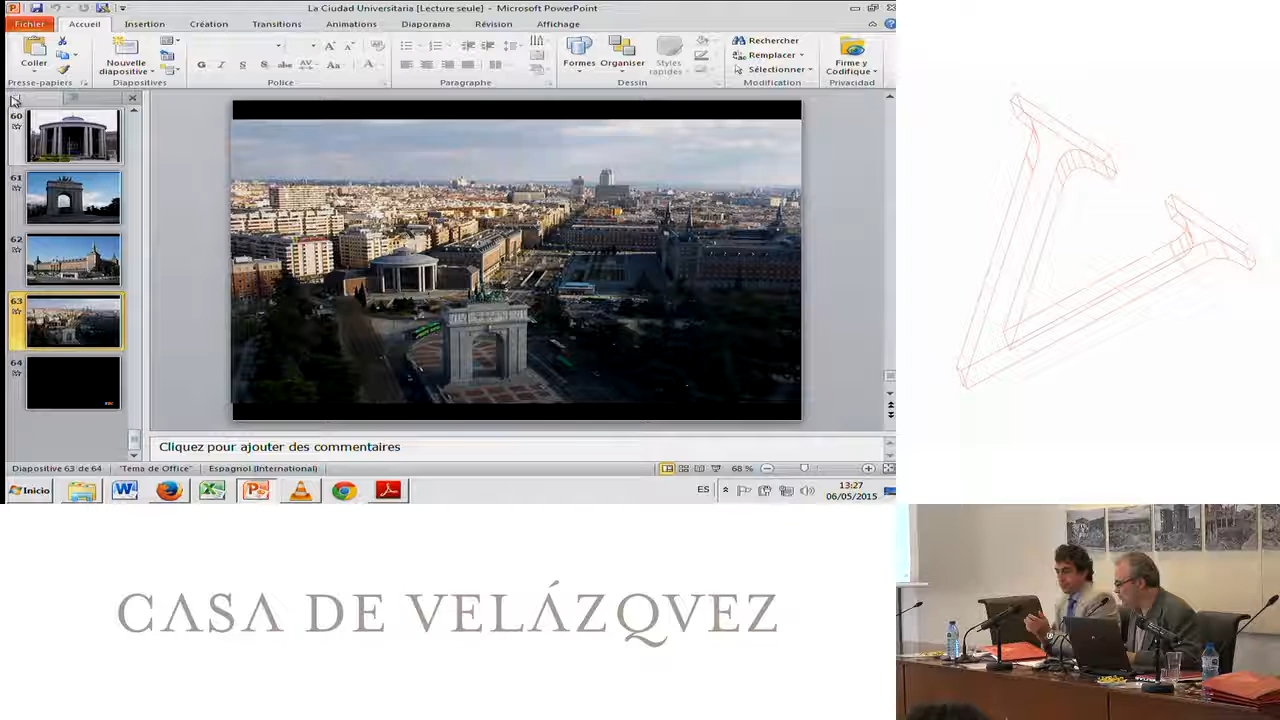 La Ciudad Universitaria [Lecture seule] - Microsoft PowerPoint
Fichier Accueil Insertion Création Transitions Animations Diaporama Révision Affichage
Coller
Nouvelle diapositive
G I S S abc AV Aa A
Formes Organiser Styles rapides
Rechercher
Remplacer
Sélectionner
Firme y Codifique
Presse-papiers Diapositives Police Paragraphe Dessin Modification Privacidad
60
61
62
63
64
Cliquez pour ajouter des commentaires
Diapositive 63 de 64 "Tema de Office" Espagnol (International) 68 %
Inicio ES 13:27
06/05/2015
CASA DE VELÁZQVEZ